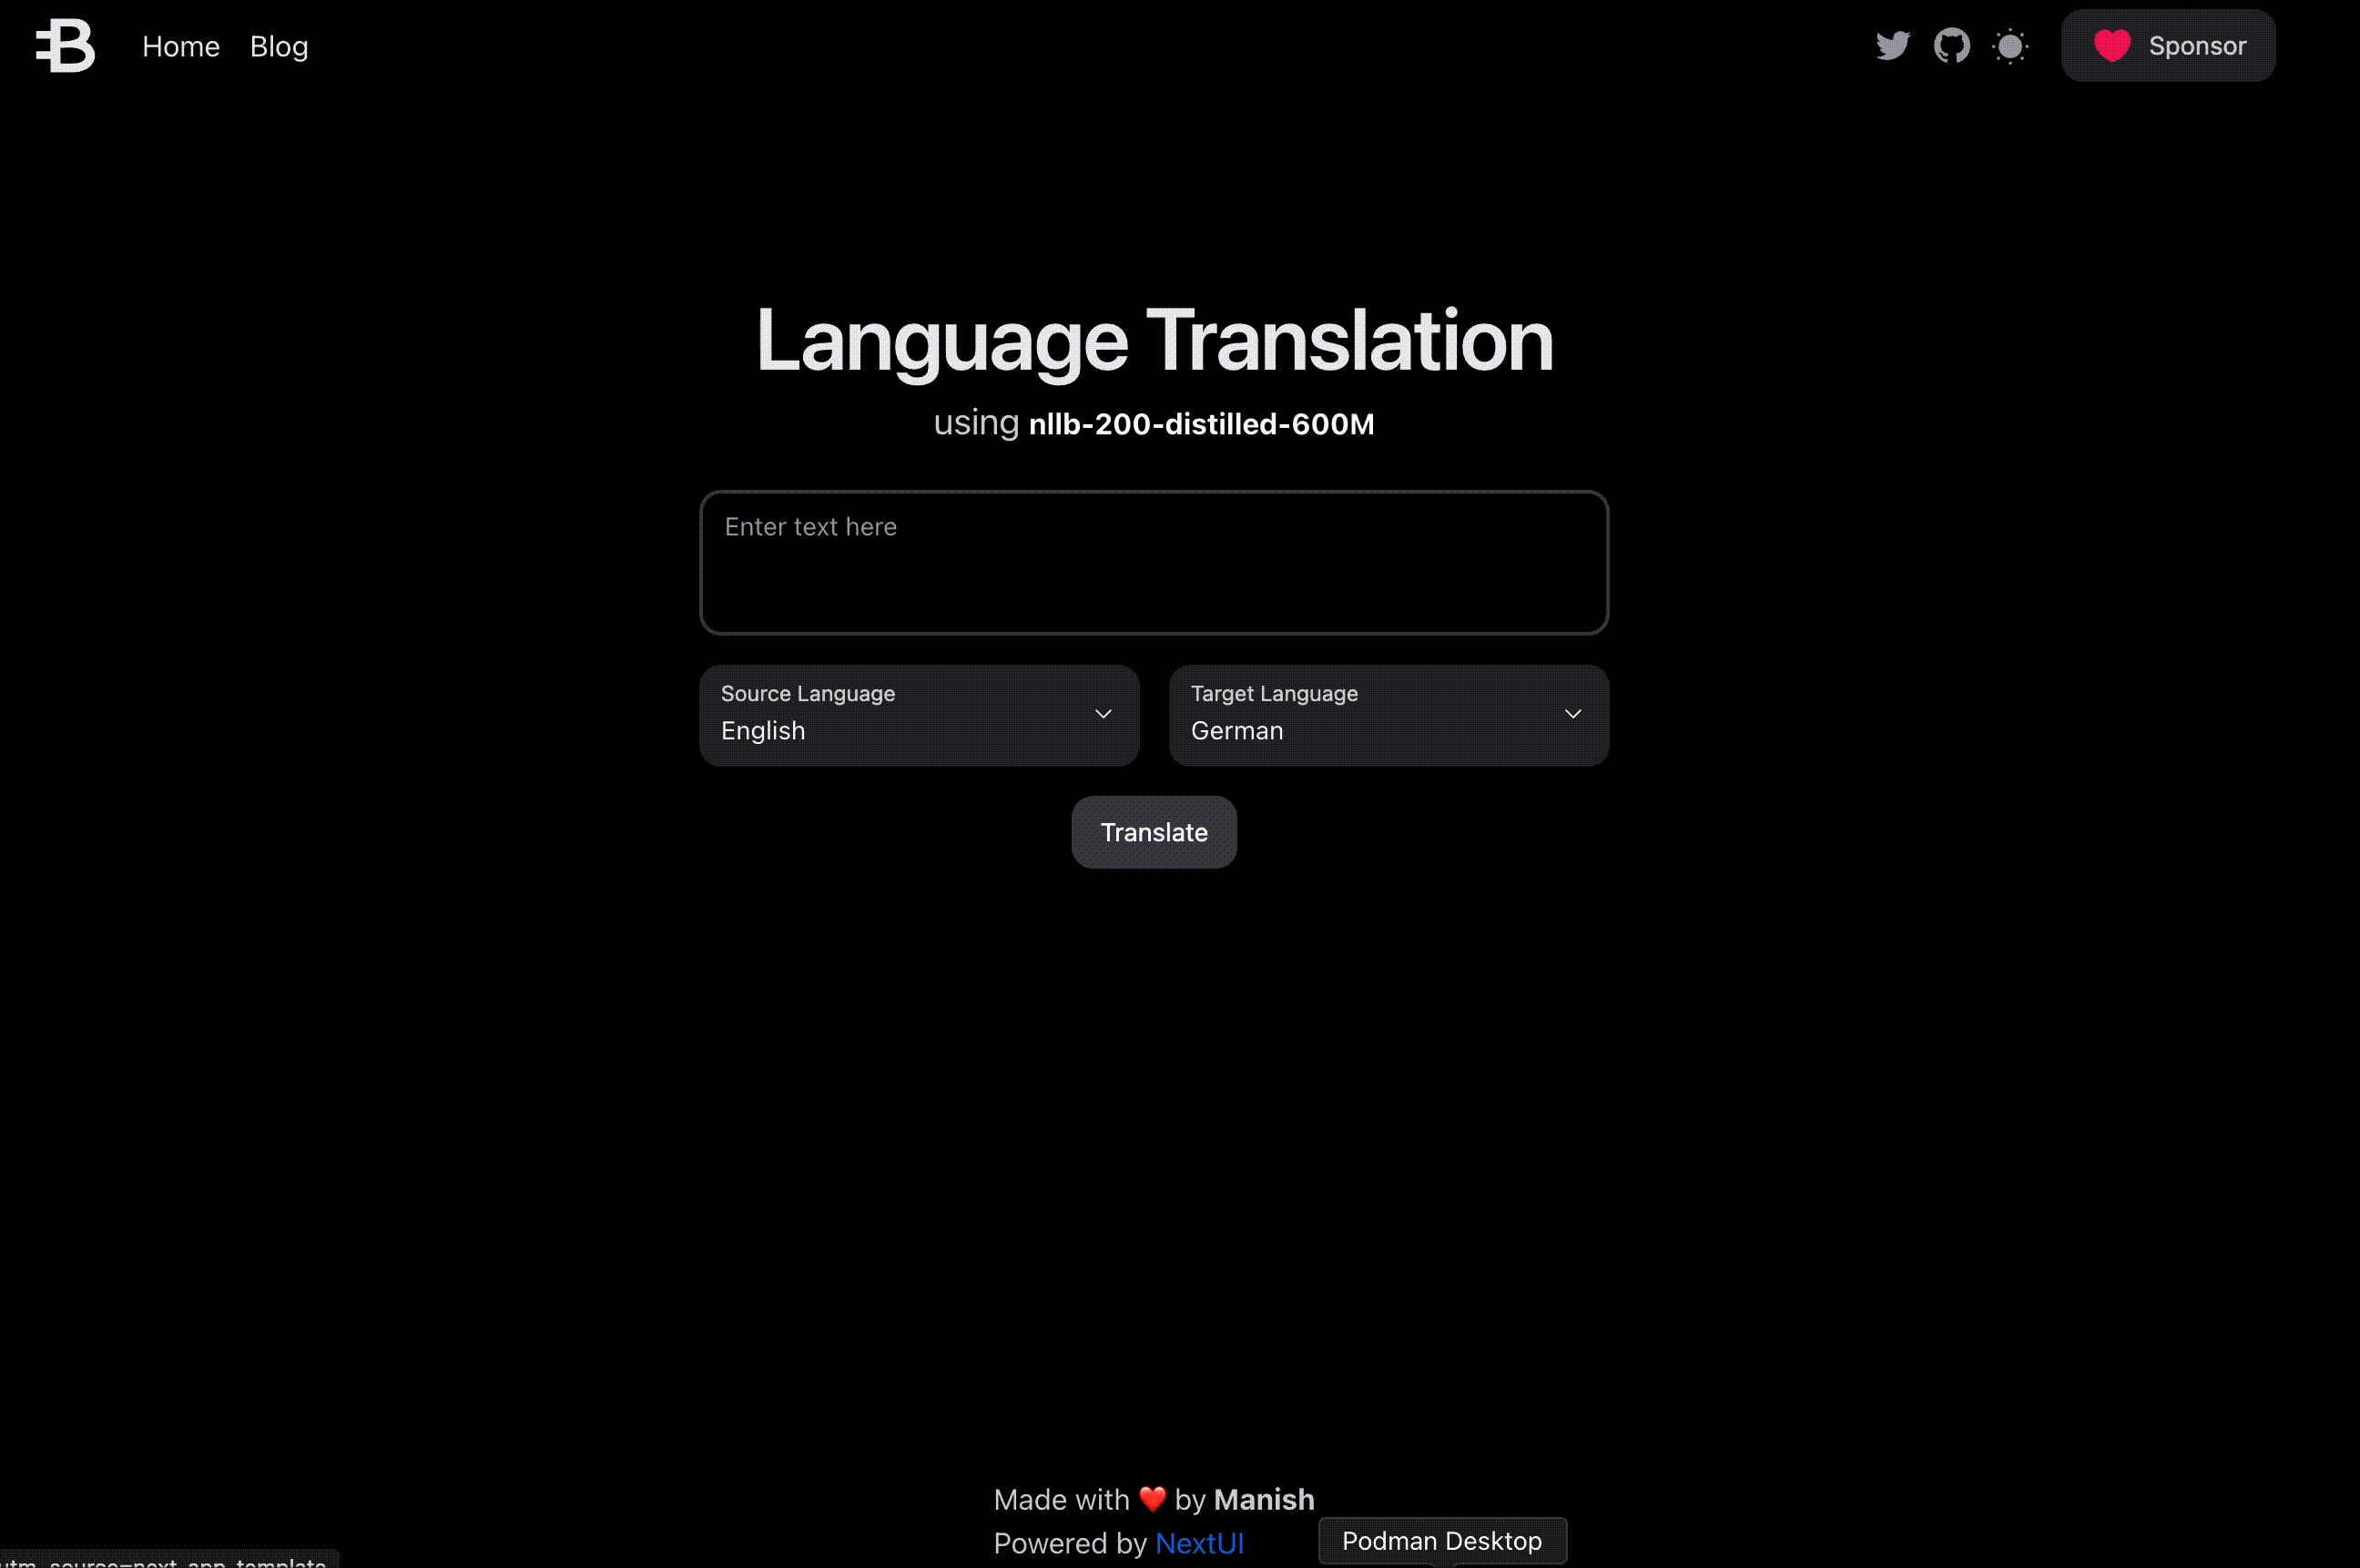 Home Blog Sponsor
Language Translation
using nllb-200-distilled-600M
Enter text here
Source Language
English
Target Language
German
Translate
Made with ❤️ by Manish
Powered by NextUI
Podman Desktop
utm_source=next_app_template